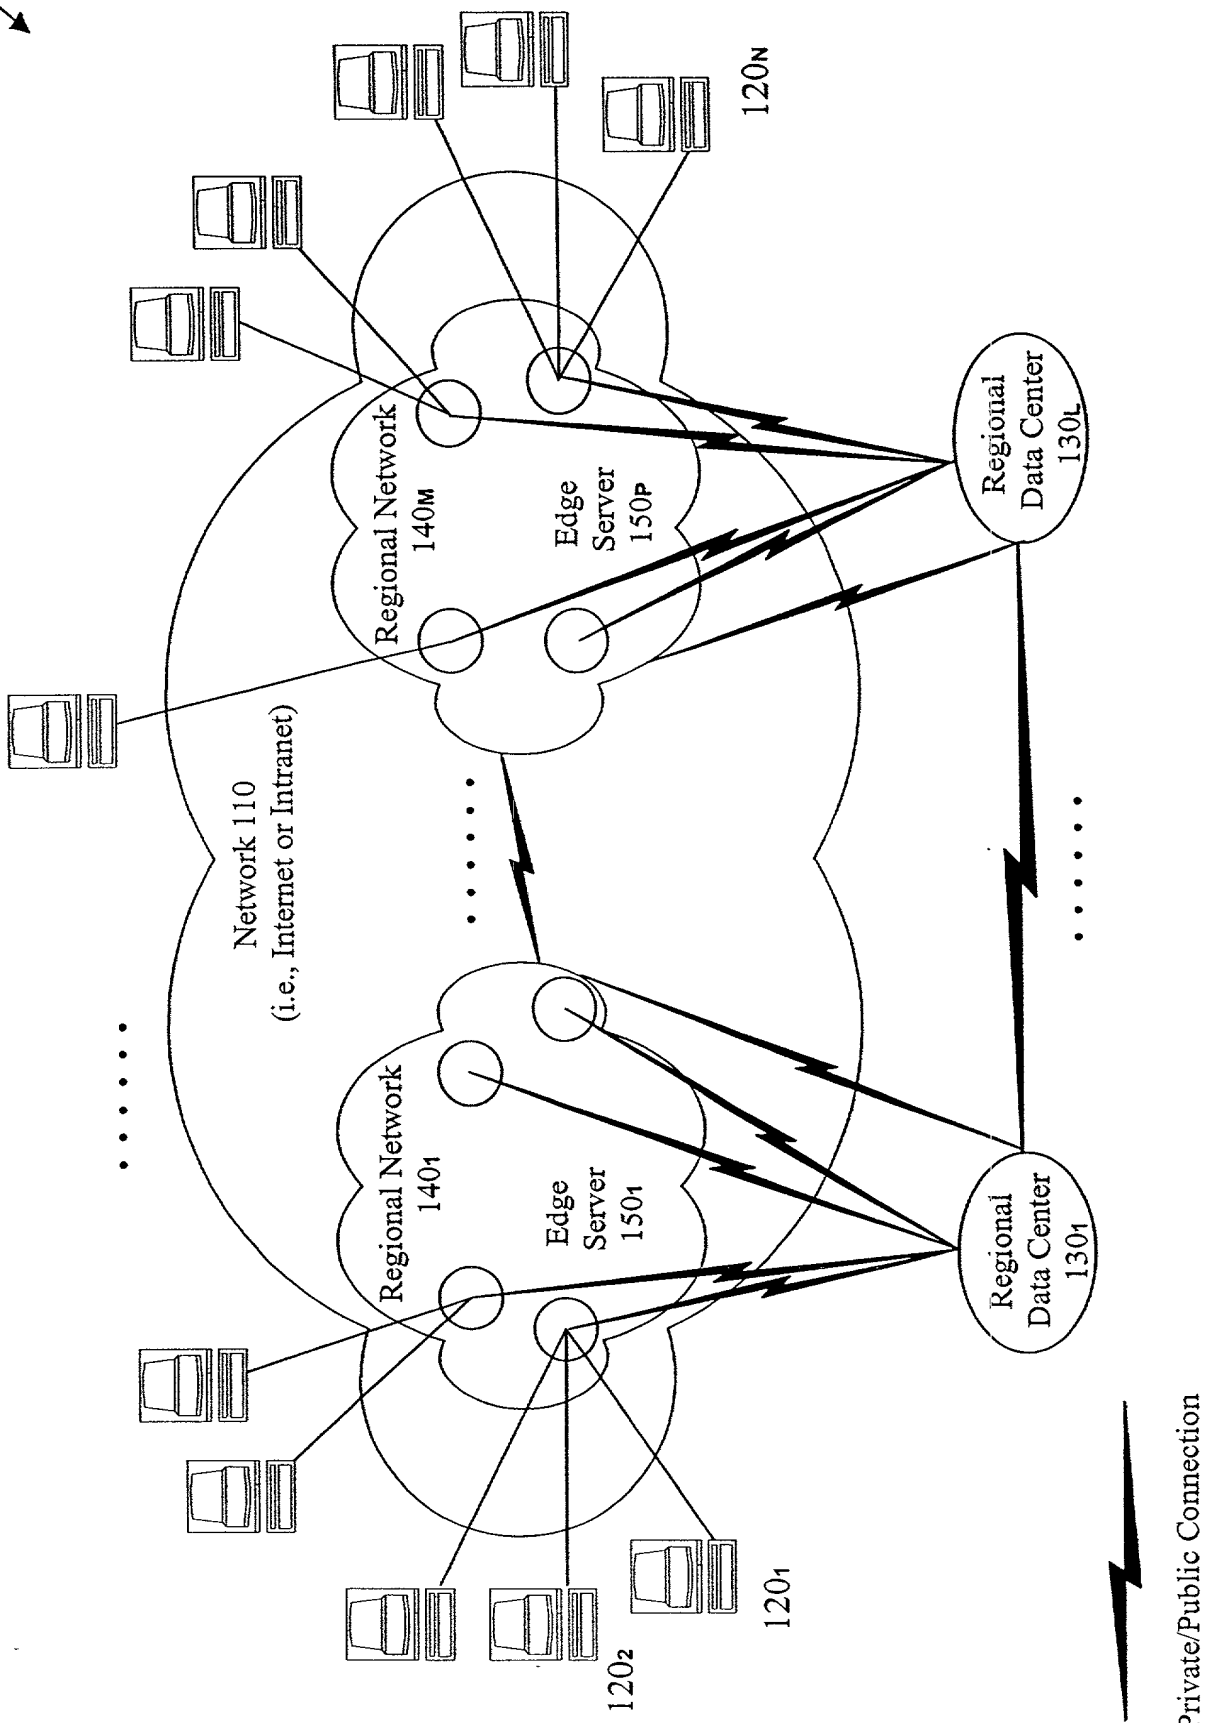 120N
Network 110
(i.e., Internet or Intranet)
Regional Network
1401
Regional Network
140M
Edge
Server
1501
Edge
Server
150P
1202
1201
Regional
Data Center
1301
Regional
Data Center
130L
Private/Public Connection